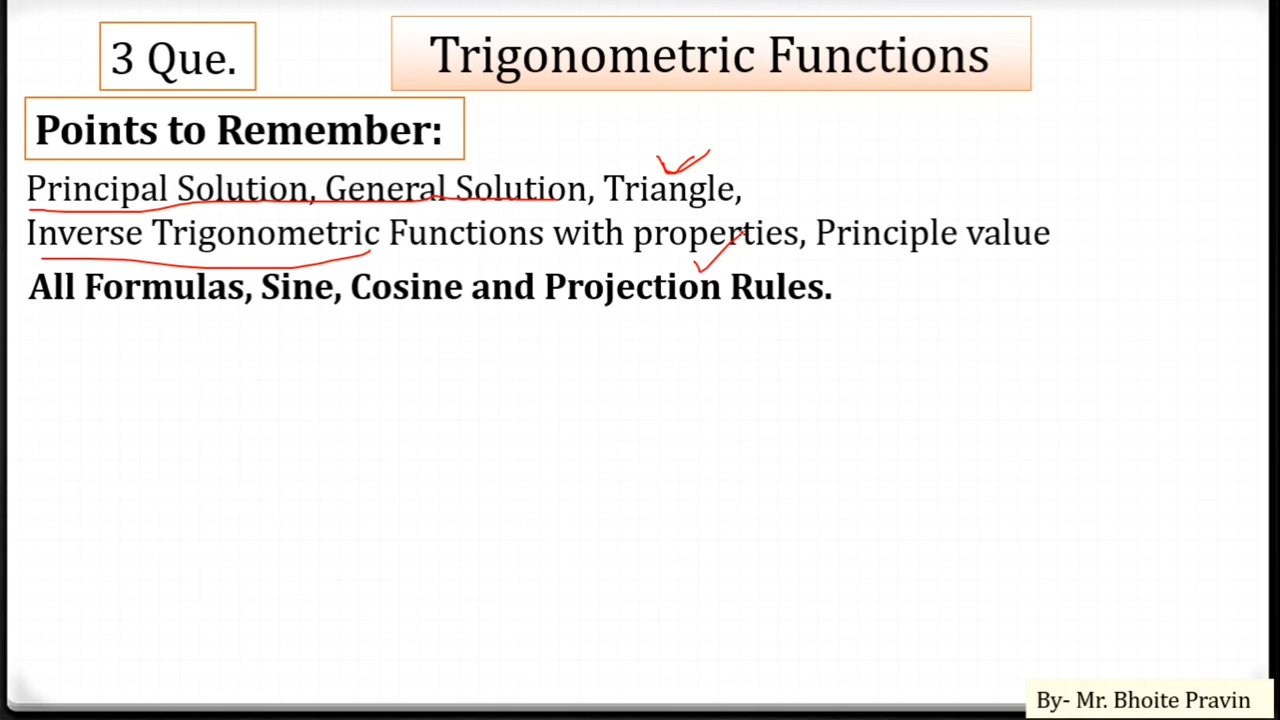 3 Que.
Trigonometric Functions
Points to Remember:
Principal Solution, General Solution, Triangle,
Inverse Trigonometric Functions with properties, Principle value
All Formulas, Sine, Cosine and Projection Rules.
By- Mr. Bhoite Pravin